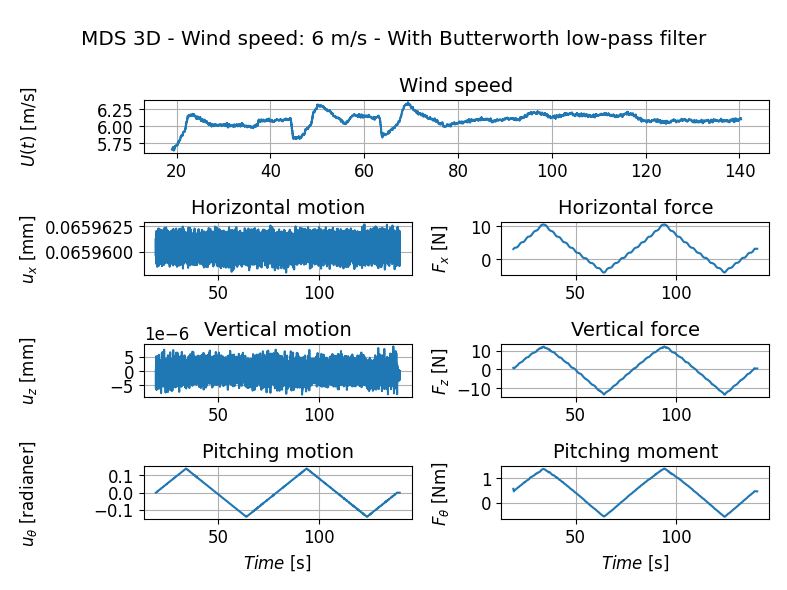 MDS 3D - Wind speed: 6 m/s - With Butterworth low-pass filter
Wind speed
U(t) [m/s]
6.25
6.00
5.75
20 40 60 80 100 120 140
Horizontal motion
u_x [mm]
0.0659625
0.0659600
50 100
Horizontal force
F_x [N]
10
0
50 100
Vertical motion
1e−6
u_z [mm]
5
0
−5
50 100
Vertical force
F_z [N]
10
0
−10
50 100
Pitching motion
u_θ [radianer]
0.1
0.0
−0.1
50 100
Time [s]
Pitching moment
F_θ [Nm]
1
0
50 100
Time [s]